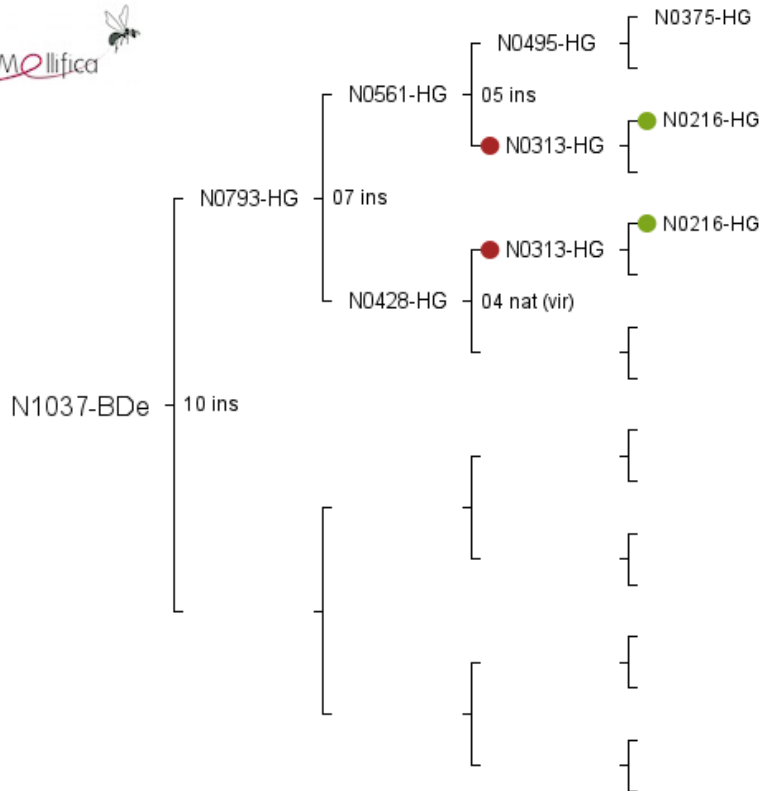 Mellifica
N0375-HG
N0495-HG
N0561-HG
05 ins
N0216-HG
N0313-HG
N0793-HG
07 ins
N0216-HG
N0313-HG
N0428-HG
04 nat (vir)
N1037-BDe
10 ins